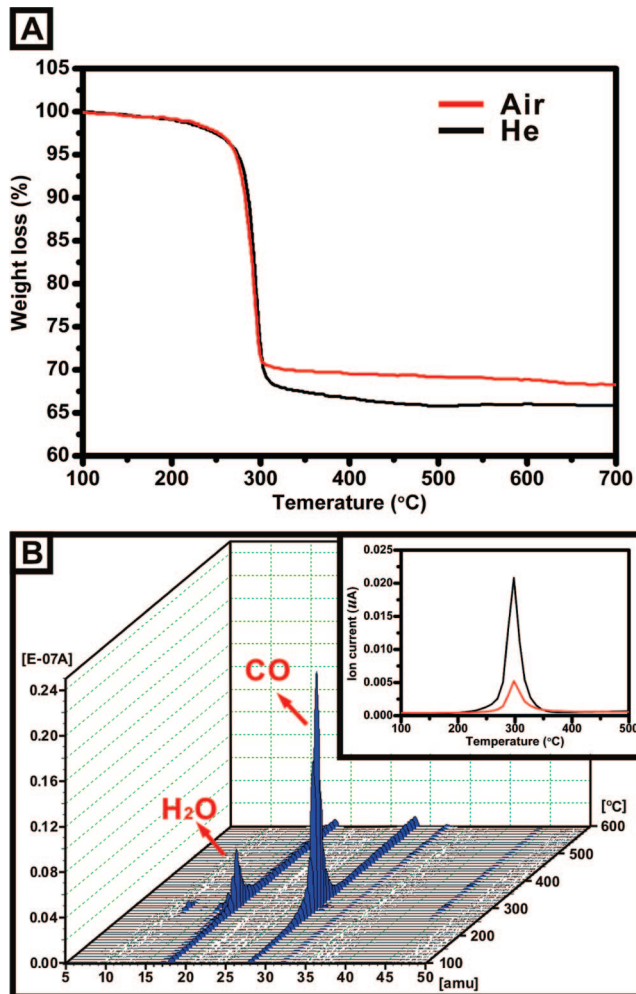 A
105
100
95
90
85
80
75
70
65
60
Weight loss (%)
Air
He
100 200 300 400 500 600 700
Temerature (°C)
B
[E-07A]
0.24
0.20
0.16
0.12
0.08
0.04
0.00
CO
H₂O
5 10 15 20 25 30 35 40 45 50 [amu]
[°C]
600
500
400
300
200
100
0.025
0.020
0.015
0.010
0.005
0.000
Ion current (uA)
100 200 300 400 500
Temperature (°C)